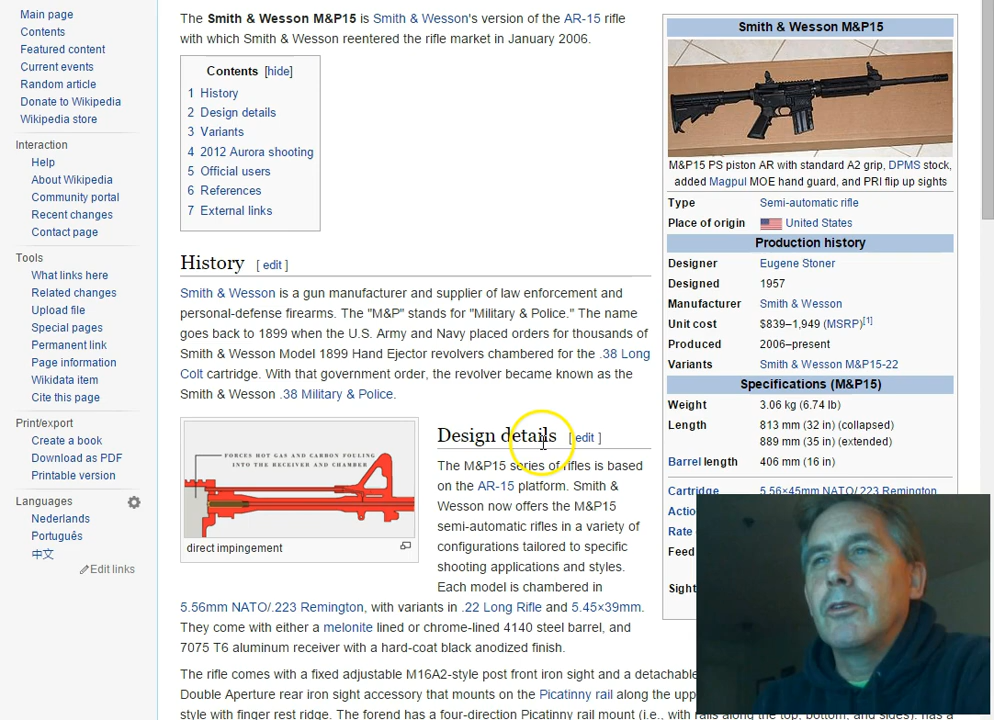 Main page
Contents
Featured content
Current events
Random article
Donate to Wikipedia
Wikipedia store
Interaction
Help
About Wikipedia
Community portal
Recent changes
Contact page
Tools
What links here
Related changes
Upload file
Special pages
Permanent link
Page information
Wikidata item
Cite this page
Print/export
Create a book
Download as PDF
Printable version
Languages
Nederlands
Português
中文
Edit links
The Smith & Wesson M&P15 is Smith & Wesson's version of the AR-15 rifle
with which Smith & Wesson reentered the rifle market in January 2006.
Contents [hide]
1 History
2 Design details
3 Variants
4 2012 Aurora shooting
5 Official users
6 References
7 External links
History [ edit ]
Smith & Wesson is a gun manufacturer and supplier of law enforcement and
personal-defense firearms. The "M&P" stands for "Military & Police." The name
goes back to 1899 when the U.S. Army and Navy placed orders for thousands of
Smith & Wesson Model 1899 Hand Ejector revolvers chambered for the .38 Long
Colt cartridge. With that government order, the revolver became known as the
Smith & Wesson .38 Military & Police.
FORCES HOT GAS AND CARBON FOULING
INTO THE RECEIVER AND CHAMBER
direct impingement
Design details [ edit ]
The M&P15 series of rifles is based
on the AR-15 platform. Smith &
Wesson now offers the M&P15
semi-automatic rifles in a variety of
configurations tailored to specific
shooting applications and styles.
Each model is chambered in
5.56mm NATO/.223 Remington, with variants in .22 Long Rifle and 5.45×39mm.
They come with either a melonite lined or chrome-lined 4140 steel barrel, and
7075 T6 aluminum receiver with a hard-coat black anodized finish.
The rifle comes with a fixed adjustable M16A2-style post front iron sight and a detachable
Double Aperture rear iron sight accessory that mounts on the Picatinny rail along the upp
style with finger rest ridge. The forend has a four-direction Picatinny rail mount (i.e., with rails along the top, bottom, and sides). has a
Smith & Wesson M&P15
M&P15 PS piston AR with standard A2 grip, DPMS stock,
added Magpul MOE hand guard, and PRI flip up sights
Type Semi-automatic rifle
Place of origin United States
Production history
Designer Eugene Stoner
Designed 1957
Manufacturer Smith & Wesson
Unit cost $839–1,949 (MSRP)[1]
Produced 2006–present
Variants Smith & Wesson M&P15-22
Specifications (M&P15)
Weight 3.06 kg (6.74 lb)
Length 813 mm (32 in) (collapsed)
889 mm (35 in) (extended)
Barrel length 406 mm (16 in)
Cartridge 5.56×45mm NATO/.223 Remington
Actio
Rate
Feed
Sight